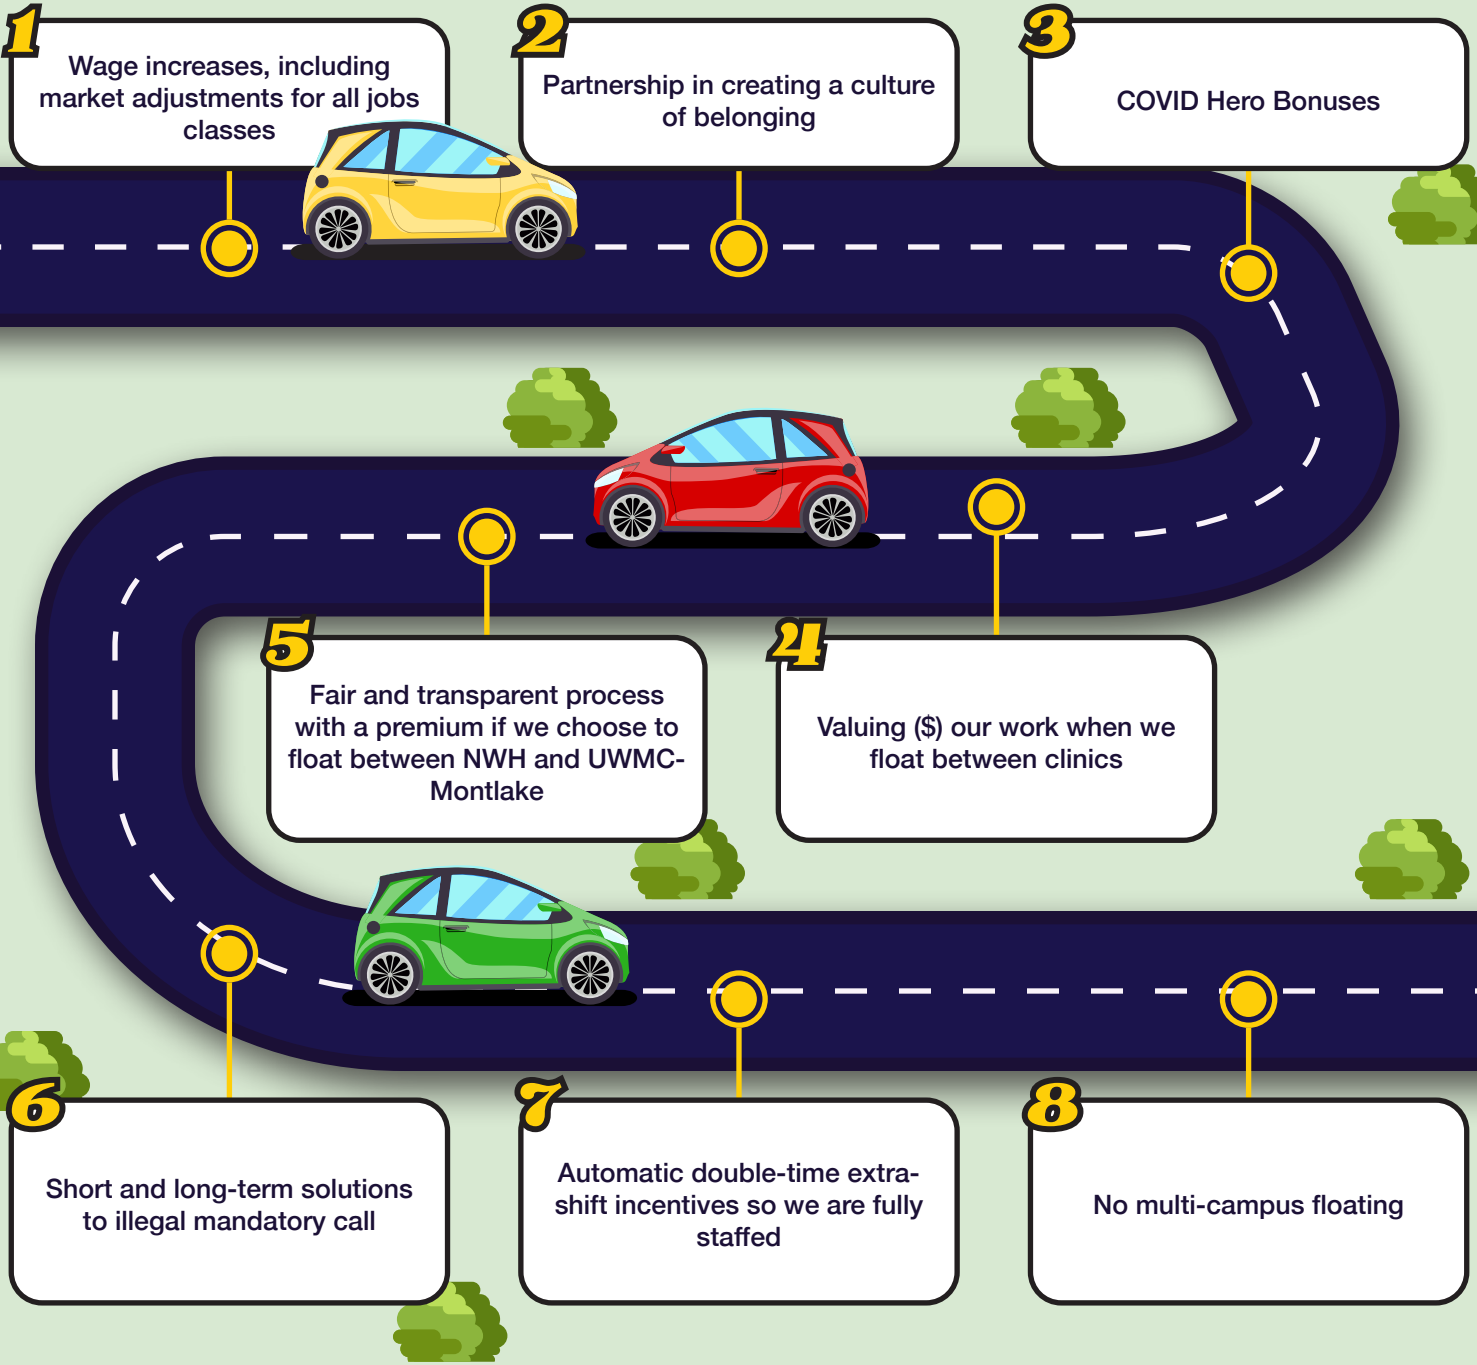 1
Wage increases, including
market adjustments for all jobs
classes
2
Partnership in creating a culture
of belonging
3
COVID Hero Bonuses
4
Valuing ($) our work when we
float between clinics
5
Fair and transparent process
with a premium if we choose to
float between NWH and UWMC-
Montlake
6
Short and long-term solutions
to illegal mandatory call
7
Automatic double-time extra-
shift incentives so we are fully
staffed
8
No multi-campus floating